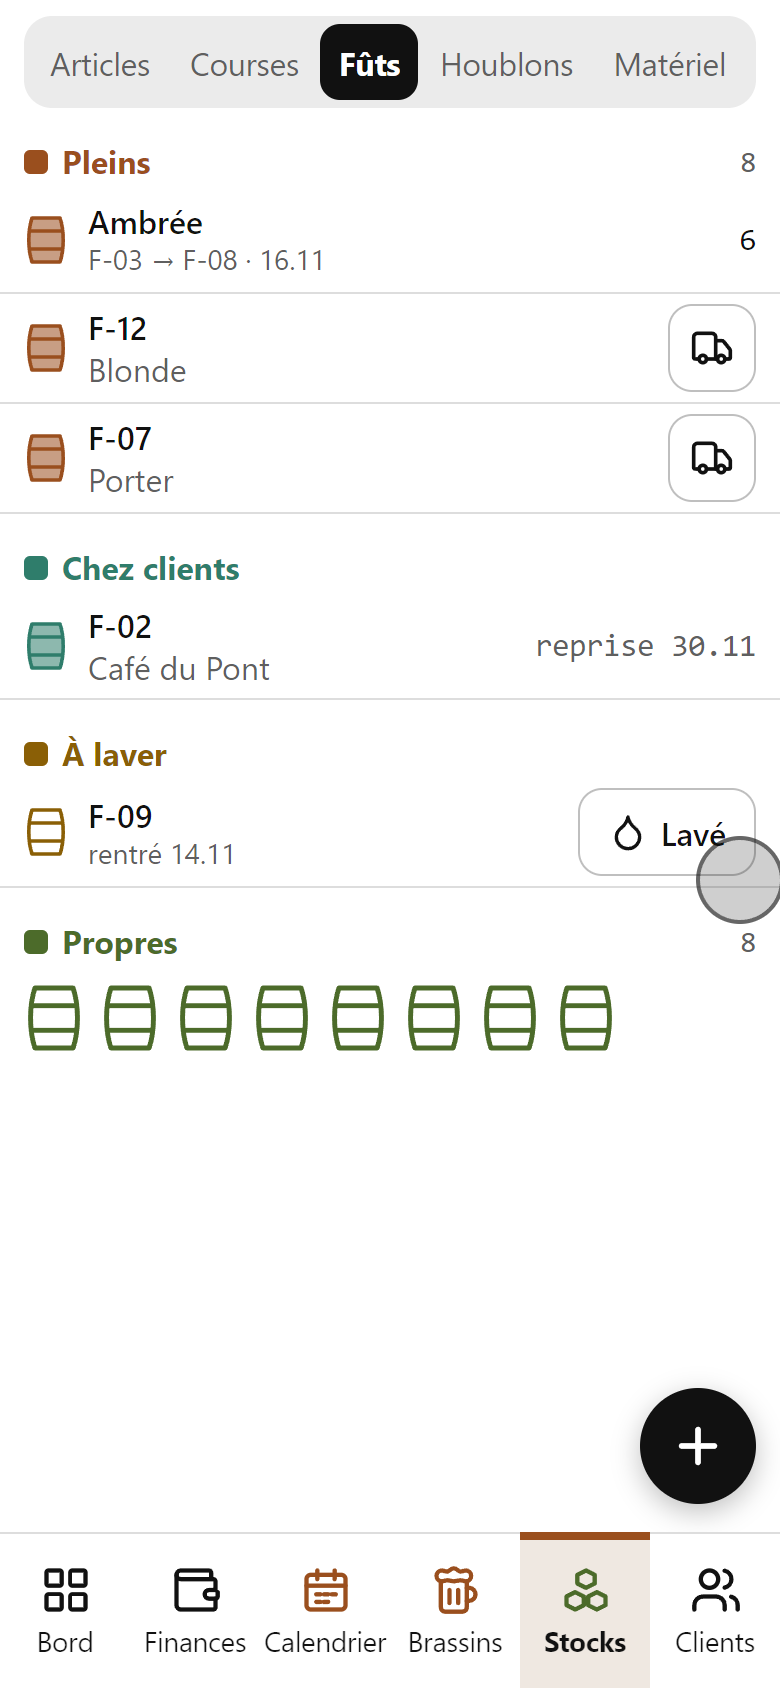 Articles Courses Fûts Houblons Matériel
Pleins 8
Ambrée
F-03 → F-08 · 16.11
6
F-12
Blonde
F-07
Porter
Chez clients
F-02
Café du Pont
reprise 30.11
À laver
F-09
rentré 14.11
Lavé
Propres 8
Bord Finances Calendrier Brassins Stocks Clients